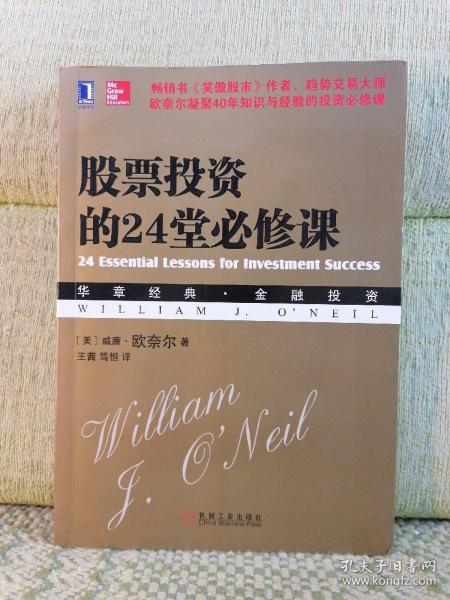 Mc
Graw
Hill
Education
畅销书《笑傲股市》作者、趋势交易大师
欧奈尔凝聚40年知识与经验的投资必修课
股票投资
的24堂必修课
24 Essential Lessons for Investment Success
华章经典·金融投资
WILLIAM J. O'NEIL
[美] 威廉·欧奈尔 著
王茜 笃恒 译
William
J. O'Neil
机械工业出版社
China Machine Press
孔夫子旧书网
www.kongfz.com